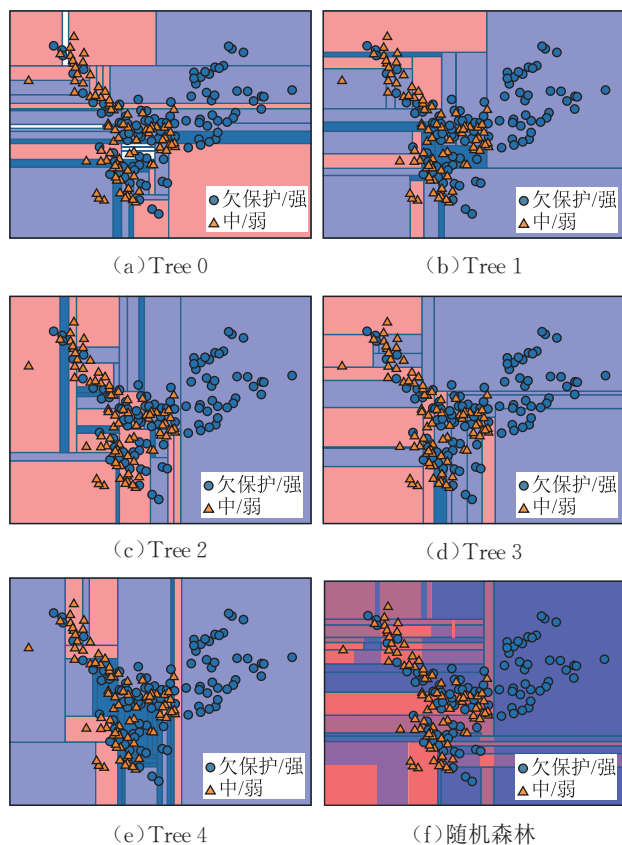 欠保护/强
中/弱
欠保护/强
中/弱
(a)Tree 0
(b)Tree 1
欠保护/强
中/弱
欠保护/强
中/弱
(c)Tree 2
(d)Tree 3
欠保护/强
中/弱
欠保护/强
中/弱
(e)Tree 4
(f)随机森林